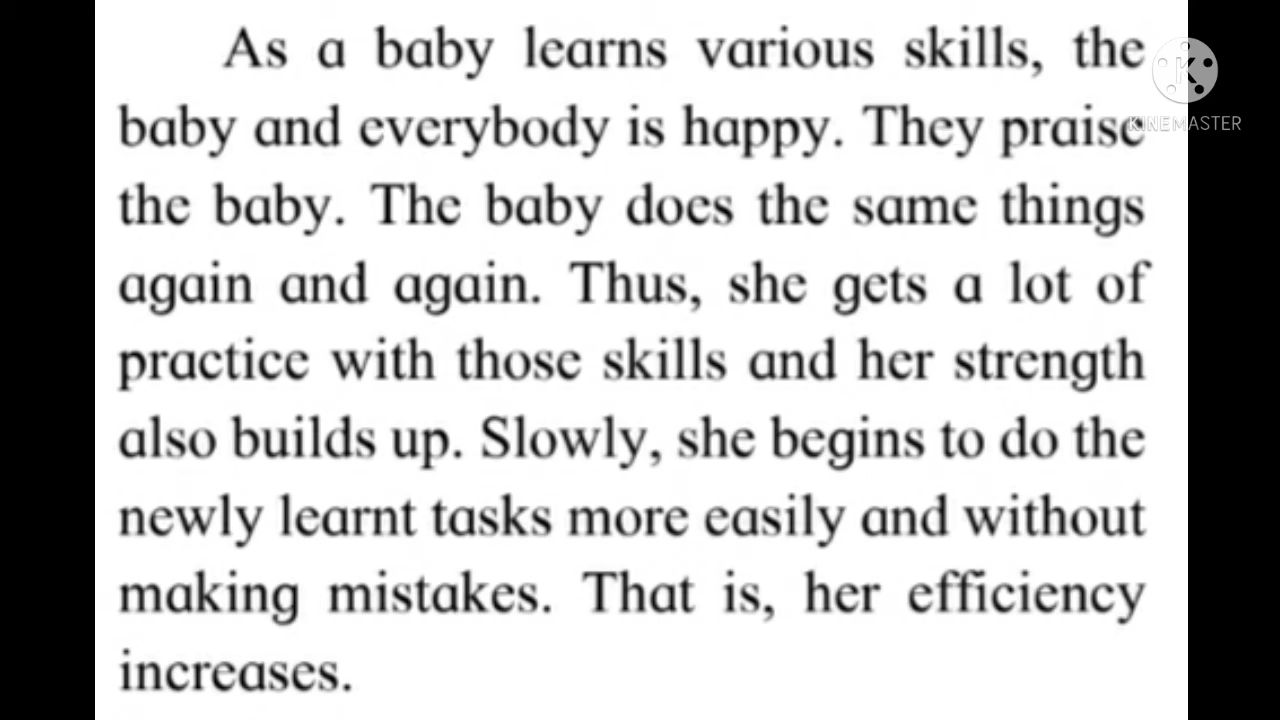 As a baby learns various skills, the
baby and everybody is happy. They praise
the baby. The baby does the same things
again and again. Thus, she gets a lot of
practice with those skills and her strength
also builds up. Slowly, she begins to do the
newly learnt tasks more easily and without
making mistakes. That is, her efficiency
increases.
K
KINEMASTER